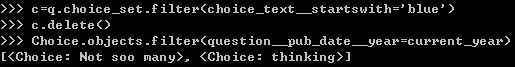 >>> c=q.choice_set.filter(choice_text__startswith='blue')
>>> c.delete()
>>> Choice.objects.filter(question__pub_date__year=current_year)
[<Choice: Not soo many>, <Choice: thinking>]